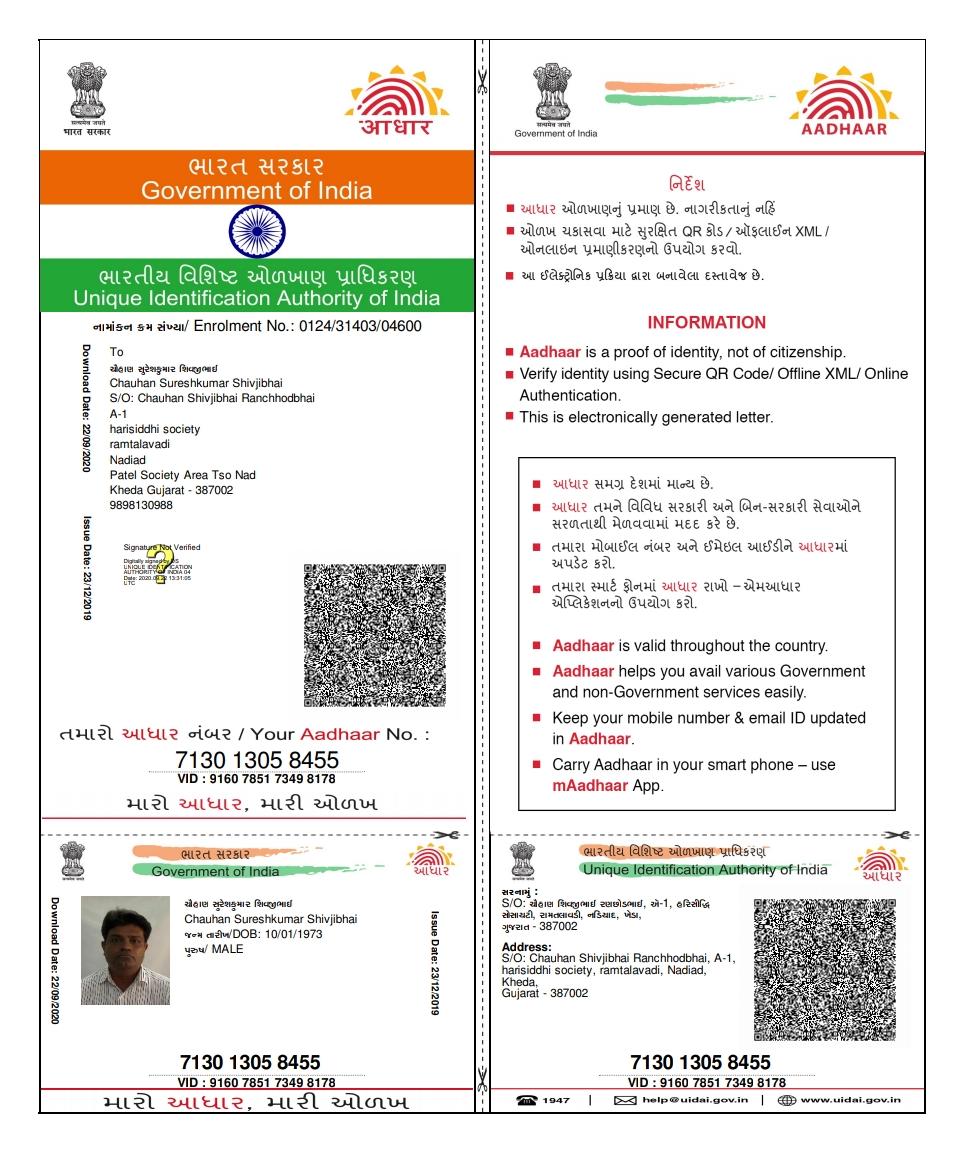 सत्यमेव जयते
भारत सरकार
आधार
ભારત સરકાર
Government of India
ભારતીય વિશિષ્ટ ઓળખાણ પ્રાધિકરણ
Unique Identification Authority of India
નામાંકન ક્રમ સંખ્યા/ Enrolment No.: 0124/31403/04600
Download Date: 22/09/2020
Issue Date: 23/12/2019
To
ચૌહાણ સુરેશકુમાર શિવજીભાઈ
Chauhan Sureshkumar Shivjibhai
S/O: Chauhan Shivjibhai Ranchhodbhai
A-1
harisiddhi society
ramtalavadi
Nadiad
Patel Society Area Tso Nad
Kheda Gujarat - 387002
9898130988
Signature Not Verified
Digitally signed by DS
UNIQUE IDENTIFICATION
AUTHORITY OF INDIA 04
Date: 2020.09.22 13:31:05
UTC
તમારો આધાર નંબર / Your Aadhaar No. :
7130 1305 8455
VID : 9160 7851 7349 8178
મારો આધાર, મારી ઓળખ
सत्यमेव जयते
Government of India
AADHAAR
નિર્દેશ
આધાર ઓળખાણનું પ્રમાણ છે. નાગરીકતાનું નહિં
ઓળખ ચકાસવા માટે સુરક્ષિત QR કોડ / ઑફલાઈન XML /
ઓનલાઇન પ્રમાણીકરણનો ઉપયોગ કરવો.
આ ઇલેક્ટ્રોનિક પ્રક્રિયા દ્વારા બનાવેલા દસ્તાવેજ છે.
INFORMATION
Aadhaar is a proof of identity, not of citizenship.
Verify identity using Secure QR Code/ Offline XML/ Online
Authentication.
This is electronically generated letter.
આધાર સમગ્ર દેશમાં માન્ય છે.
આધાર તમને વિવિધ સરકારી અને બિન-સરકારી સેવાઓને
સરળતાથી મેળવવામાં મદદ કરે છે.
તમારા મોબાઈલ નંબર અને ઈમેઇલ આઈડીને આધારમાં
અપડેટ કરો.
તમારા સ્માર્ટ ફોનમાં આધાર રાખો – એમઆધાર
એપ્લિકેશનનો ઉપયોગ કરો.
Aadhaar is valid throughout the country.
Aadhaar helps you avail various Government
and non-Government services easily.
Keep your mobile number & email ID updated
in Aadhaar.
Carry Aadhaar in your smart phone – use
mAadhaar App.
ભારત સરકાર
Government of India
આધાર
Download Date: 22/09/2020
ચૌહાણ સુરેશકુમાર શિવજીભાઈ
Chauhan Sureshkumar Shivjibhai
જન્મ તારીખ/DOB: 10/01/1973
પુરુષ/ MALE
Issue Date: 23/12/2019
7130 1305 8455
VID : 9160 7851 7349 8178
મારો આધાર, મારી ઓળખ
ભારતીય વિશિષ્ટ ઓળખાણ પ્રાધિકરણ
Unique Identification Authority of India
આધાર
સરનામું :
S/O: ચૌહાણ શિવજીભાઈ રણછોડભાઈ, એ-1, હરિસીદ્ધિ
સોસાયટી, રામતલાવડી, નડિયાદ, ખેડા,
ગુજરાત - 387002
Address:
S/O: Chauhan Shivjibhai Ranchhodbhai, A-1,
harisiddhi society, ramtalavadi, Nadiad,
Kheda,
Gujarat - 387002
7130 1305 8455
VID : 9160 7851 7349 8178
1947 | help@uidai.gov.in | www.uidai.gov.in